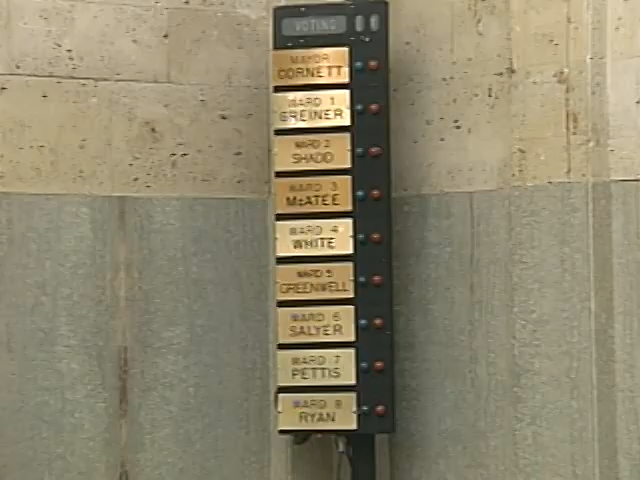 VOTING
MAYOR
CORNETT
WARD 1
GREINER
WARD 2
SHADID
WARD 3
McATEE
WARD 4
WHITE
WARD 5
GREENWELL
WARD 6
SALYER
WARD 7
PETTIS
WARD 8
RYAN